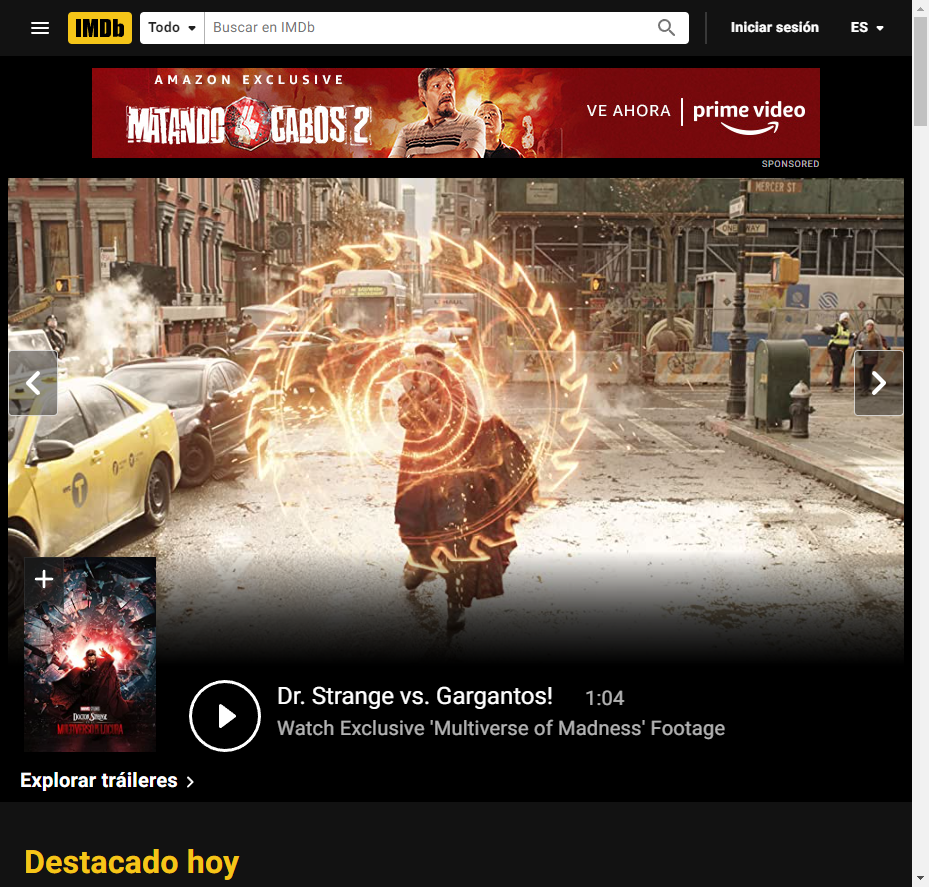 IMDb
Todo
Buscar en IMDb
Iniciar sesión
ES
AMAZON EXCLUSIVE
MATANDO CABOS 2
VE AHORA
prime video
SPONSORED
MERCER ST
ONE WAY
U-HAUL
T
DOCTOR STRANGE
MULTIVERSO DE LA LOCURA
Dr. Strange vs. Gargantos!
1:04
Watch Exclusive 'Multiverse of Madness' Footage
Explorar tráileres
Destacado hoy